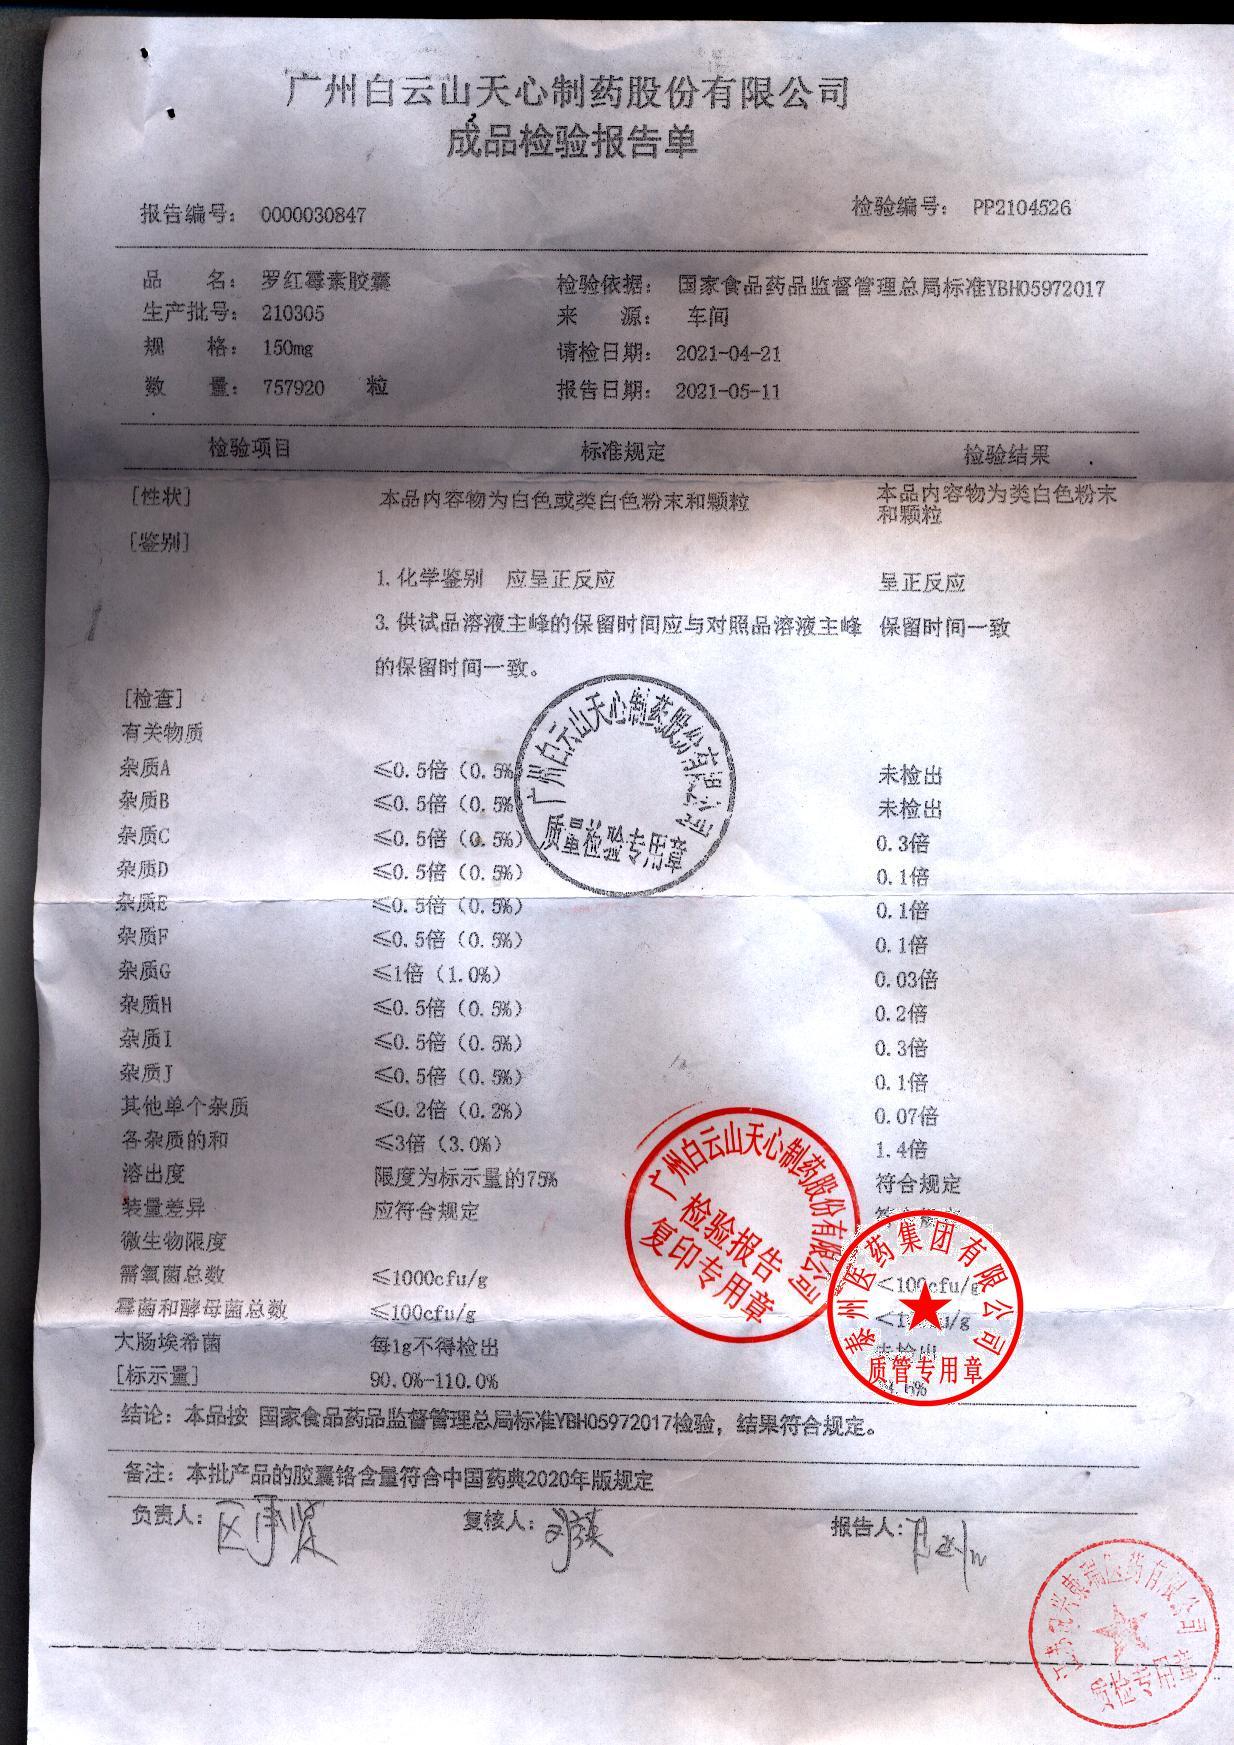 广州白云山天心制药股份有限公司
成品检验报告单
报告编号： 0000030847 检验编号： PP2104526
品 名： 罗红霉素胶囊 检验依据： 国家食品药品监督管理总局标准YBH05972017
生产批号： 210305 来 源： 车间
规 格： 150mg 请检日期： 2021-04-21
数 量： 757920 粒 报告日期： 2021-05-11
检验项目 标准规定 检验结果
[性状] 本品内容物为白色或类白色粉末和颗粒 本品内容物为类白色粉末
和颗粒
[鉴别]
1.化学鉴别 应呈正反应 呈正反应
3.供试品溶液主峰的保留时间应与对照品溶液主峰 保留时间一致
的保留时间一致。
[检查]
有关物质
杂质A ≤0.5倍（0.5% 未检出
杂质B ≤0.5倍（0.5% 未检出
杂质C ≤0.5倍（0.5%） 0.3倍
杂质D ≤0.5倍（0.5%） 0.1倍
杂质E ≤0.5倍（0.5%） 0.1倍
杂质F ≤0.5倍（0.5%） 0.1倍
杂质G ≤1倍（1.0%） 0.03倍
杂质H ≤0.5倍（0.5%） 0.2倍
杂质I ≤0.5倍（0.5%） 0.3倍
杂质J ≤0.5倍（0.5%） 0.1倍
其他单个杂质 ≤0.2倍（0.2%） 0.07倍
各杂质的和 ≤3倍（3.0%） 1.4倍
溶出度 限度为标示量的75% 符合规定
装量差异 应符合规定
微生物限度
需氧菌总数 ≤1000cfu/g <100cfu/g
霉菌和酵母菌总数 ≤100cfu/g
大肠埃希菌 每1g不得检出 未检出
[标示量] 90.0%-110.0%
结论：本品按 国家食品药品监督管理总局标准YBH05972017检验，结果符合规定。
备注：本批产品的胶囊铬含量符合中国药典2020年版规定
负责人： 复核人： 报告人：
广州白云山天心制药股份有限公司
质量检验专用章
广州白云山天心制药股份有限公司
检验报告
复印专用章
泰州医药集团有限公司
质管专用章
医药有限公司
质检专用章